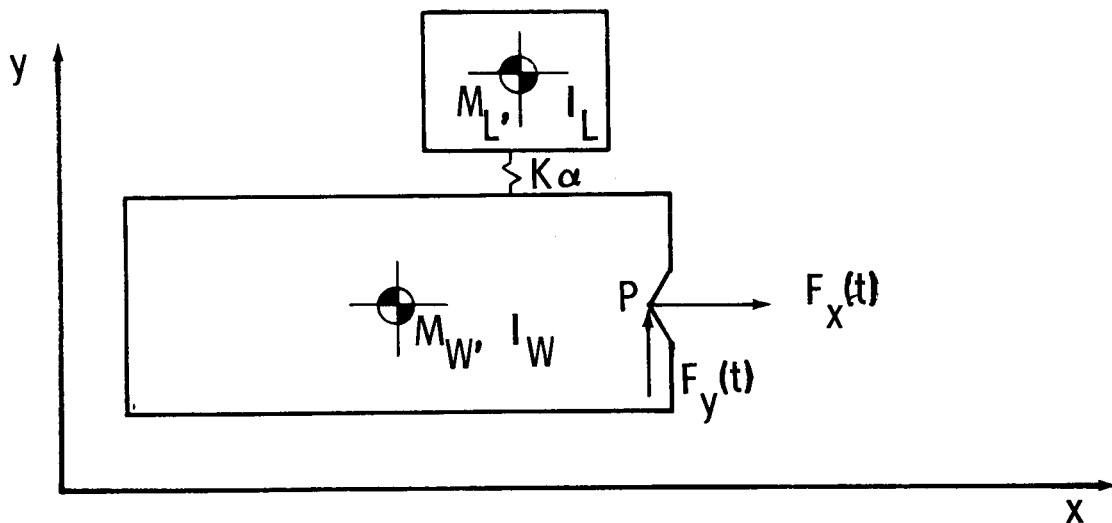 y
M_L, I_L
Kα
P
F_x(t)
M_W, I_W
F_y(t)
x